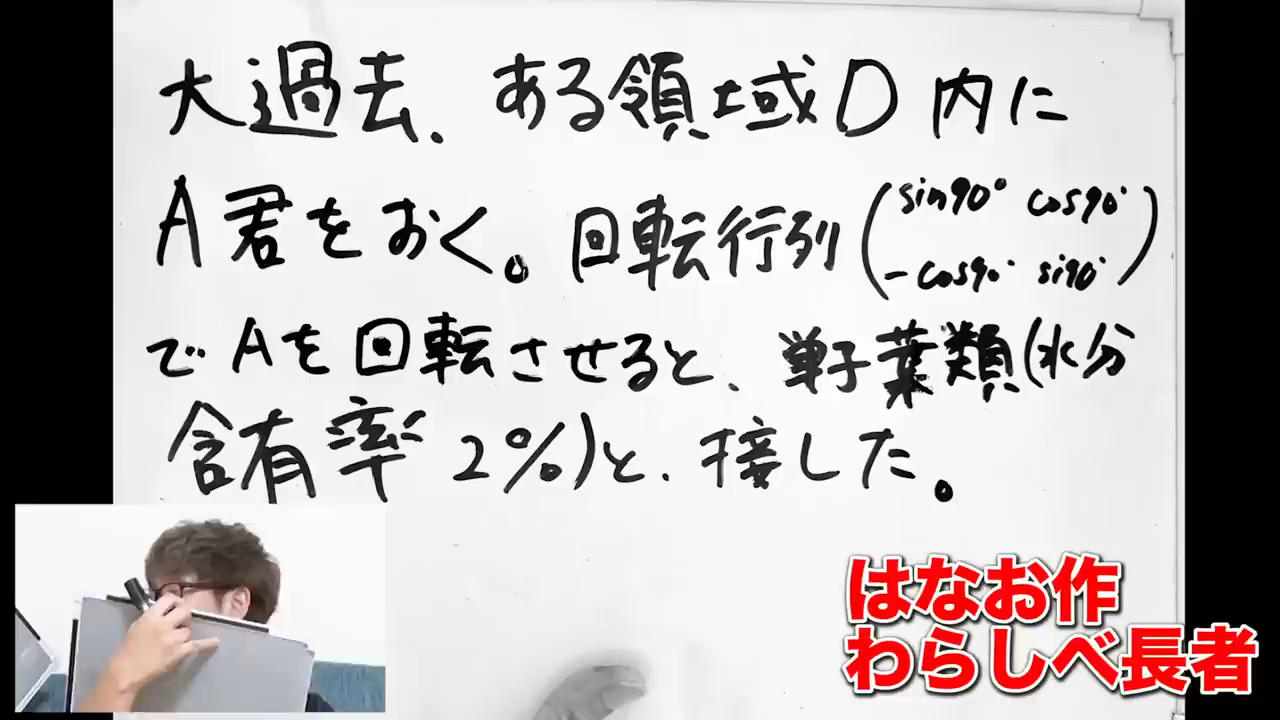 大過去、ある領域D内に
A君をおく。回転行列(sin90° cos90°
-cos90° si90°)
でAを回転させると、単子葉類(水分
含有率2%)と、接した。
はなお作
わらしべ長者